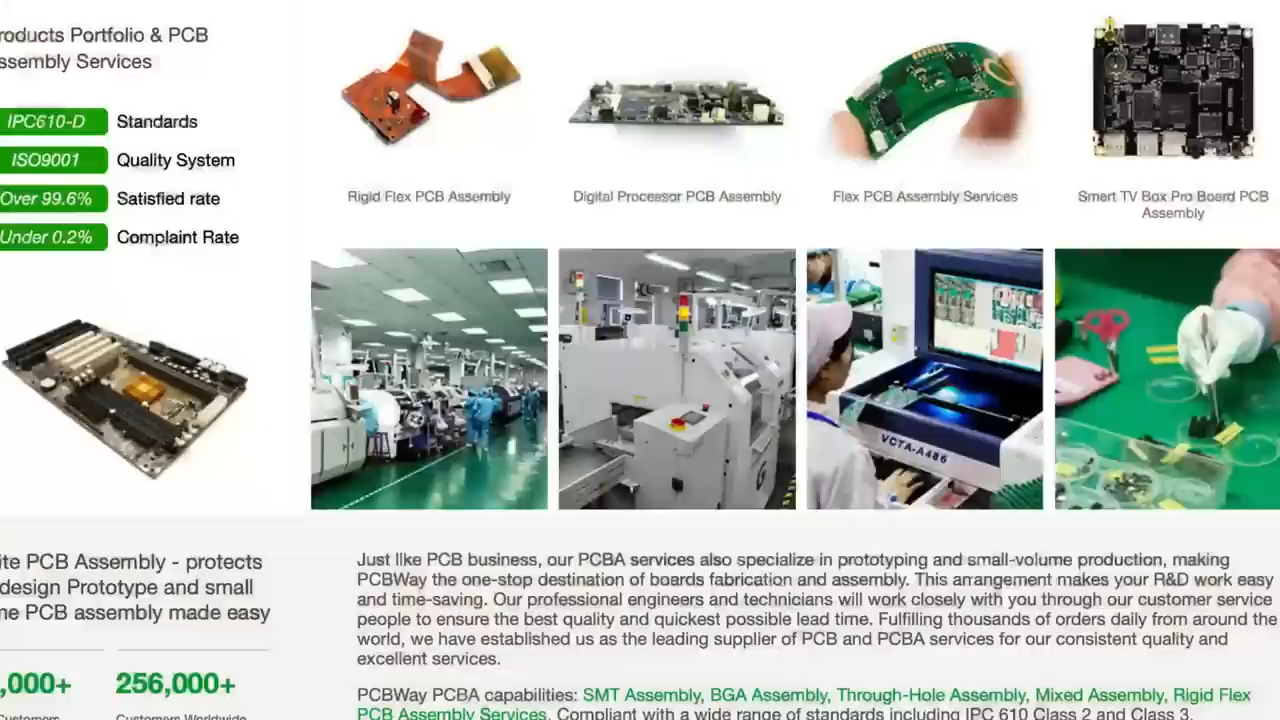 roducts Portfolio & PCB
ssembly Services
IPC610-D Standards
ISO9001 Quality System
Over 99.6% Satisfied rate
Under 0.2% Complaint Rate
Rigid Flex PCB Assembly
Digital Processor PCB Assembly
Flex PCB Assembly Services
Smart TV Box Pro Board PCB
Assembly
VCTA-A486
ite PCB Assembly - protects
design Prototype and small
me PCB assembly made easy
,000+
256,000+
Customers
Customers Worldwide
Just like PCB business, our PCBA services also specialize in prototyping and small-volume production, making
PCBWay the one-stop destination of boards fabrication and assembly. This arrangement makes your R&D work easy
and time-saving. Our professional engineers and technicians will work closely with you through our customer service
people to ensure the best quality and quickest possible lead time. Fulfilling thousands of orders daily from around the
world, we have established us as the leading supplier of PCB and PCBA services for our consistent quality and
excellent services.
PCBWay PCBA capabilities: SMT Assembly, BGA Assembly, Through-Hole Assembly, Mixed Assembly, Rigid Flex
PCB Assembly Services. Compliant with a wide range of standards including IPC 610 Class 2 and Class 3.